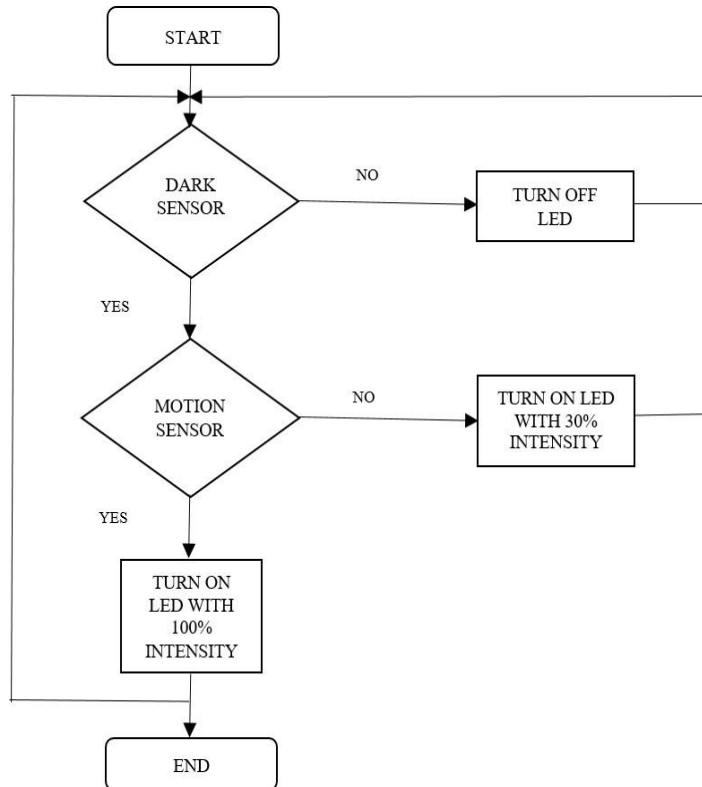 START
DARK
SENSOR
NO
TURN OFF
LED
YES
MOTION
SENSOR
NO
TURN ON LED
WITH 30%
INTENSITY
YES
TURN ON
LED WITH
100%
INTENSITY
END